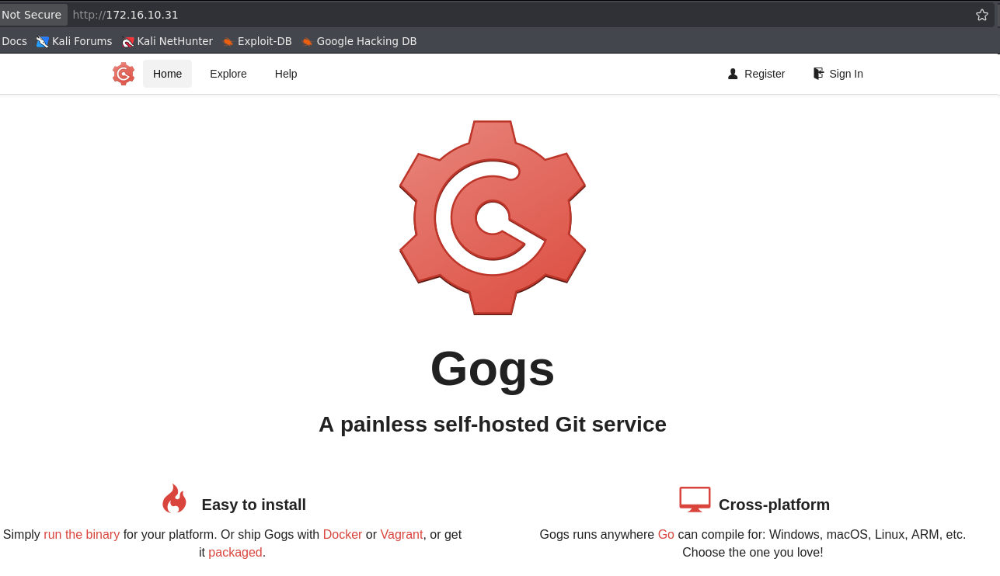 Not Secure http://172.16.10.31
Docs Kali Forums Kali NetHunter Exploit-DB Google Hacking DB
Home Explore Help Register Sign In
Gogs
A painless self-hosted Git service
Easy to install
Simply run the binary for your platform. Or ship Gogs with Docker or Vagrant, or get
it packaged.
Cross-platform
Gogs runs anywhere Go can compile for: Windows, macOS, Linux, ARM, etc.
Choose the one you love!